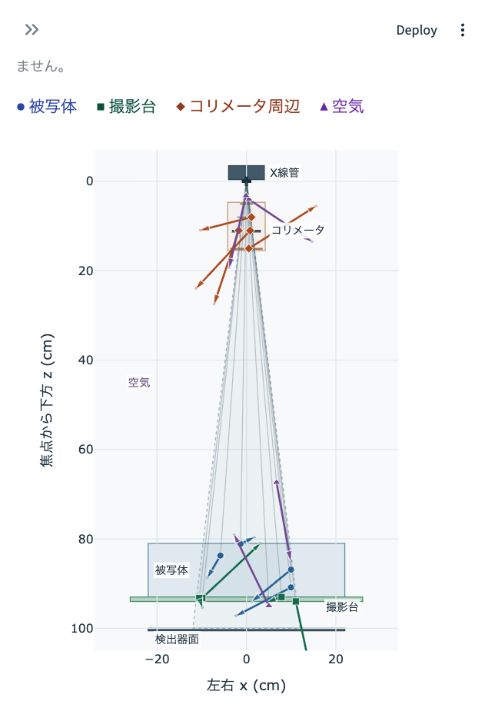 Deploy
ません。
被写体 撮影台 コリメータ周辺 空気
X線管
0
コリメータ
20
40
空気
60
80
被写体
撮影台
100
検出器面
−20 0 20
焦点から下方 z (cm)
左右 x (cm)